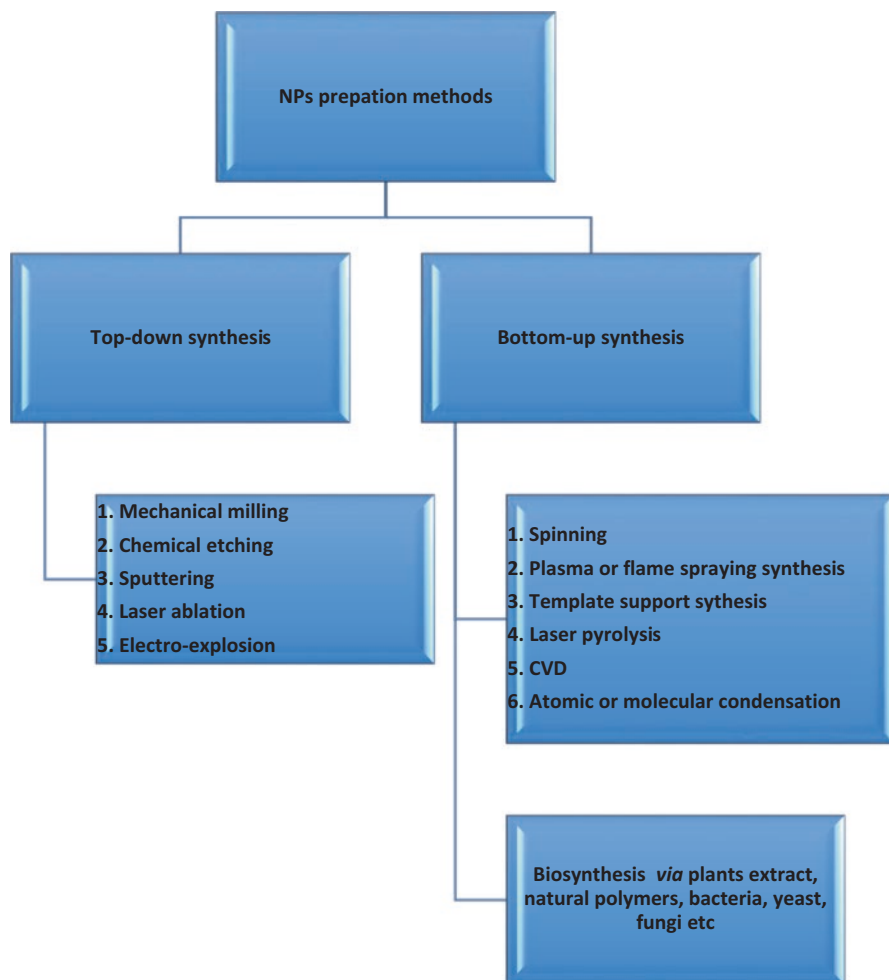 NPs prepation methods
Top-down synthesis
Bottom-up synthesis
1. Mechanical milling
2. Chemical etching
3. Sputtering
4. Laser ablation
5. Electro-explosion
1. Spinning
2. Plasma or flame spraying synthesis
3. Template support sythesis
4. Laser pyrolysis
5. CVD
6. Atomic or molecular condensation
Biosynthesis via plants extract,
natural polymers, bacteria, yeast,
fungi etc